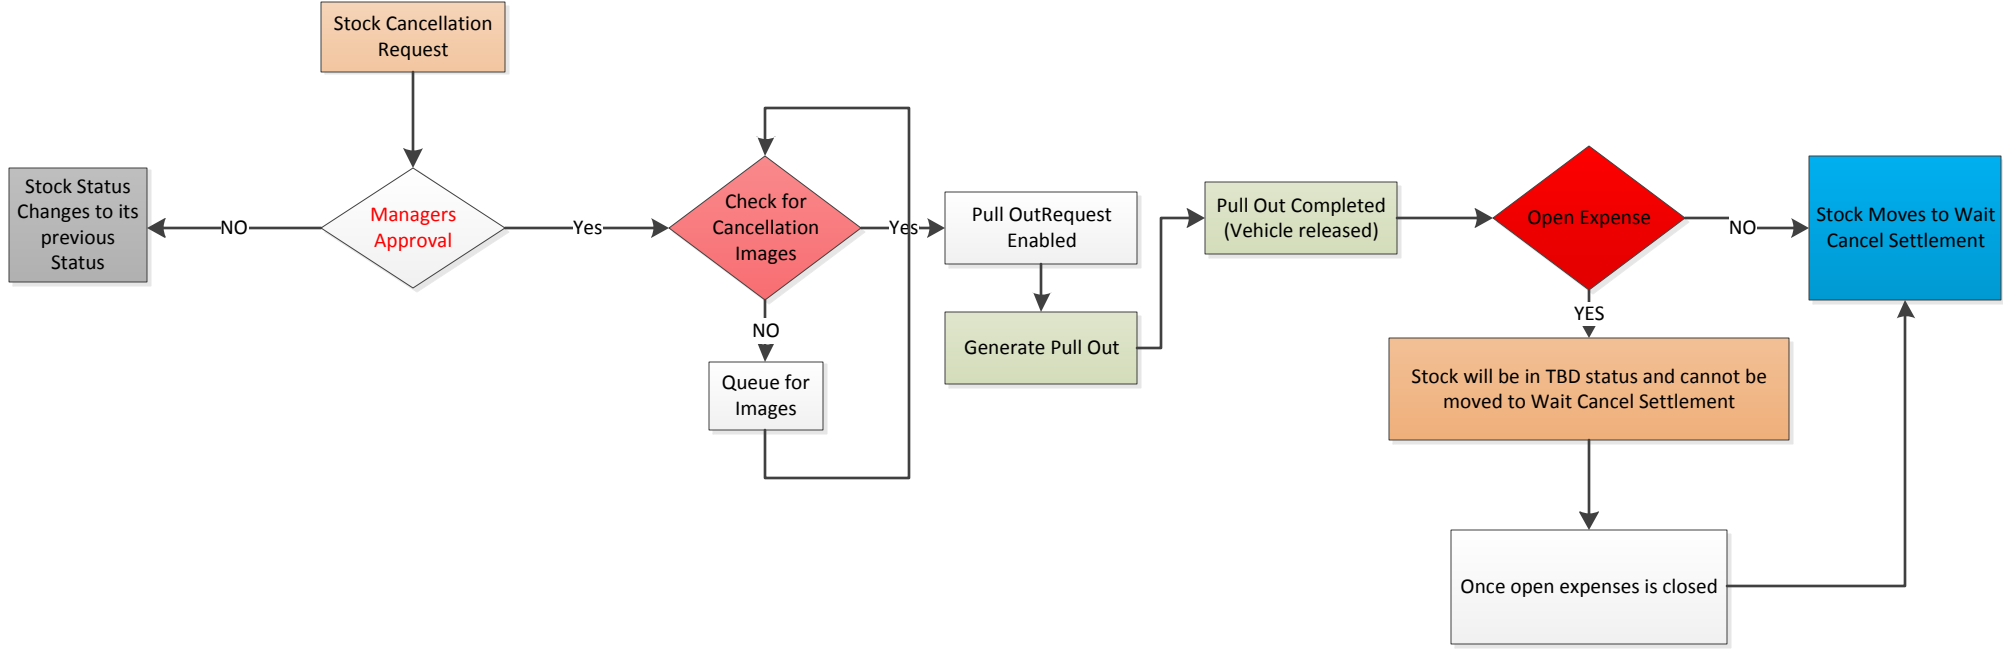 Stock Cancellation
Request
Stock Status
Changes to its
previous
Status
NO
Managers
Approval
Yes
Check for
Cancellation
Images
Yes
NO
Queue for
Images
Pull OutRequest
Enabled
Generate Pull Out
Pull Out Completed
(Vehicle released)
Open Expense
NO
Stock Moves to Wait
Cancel Settlement
YES
Stock will be in TBD status and cannot be
moved to Wait Cancel Settlement
Once open expenses is closed